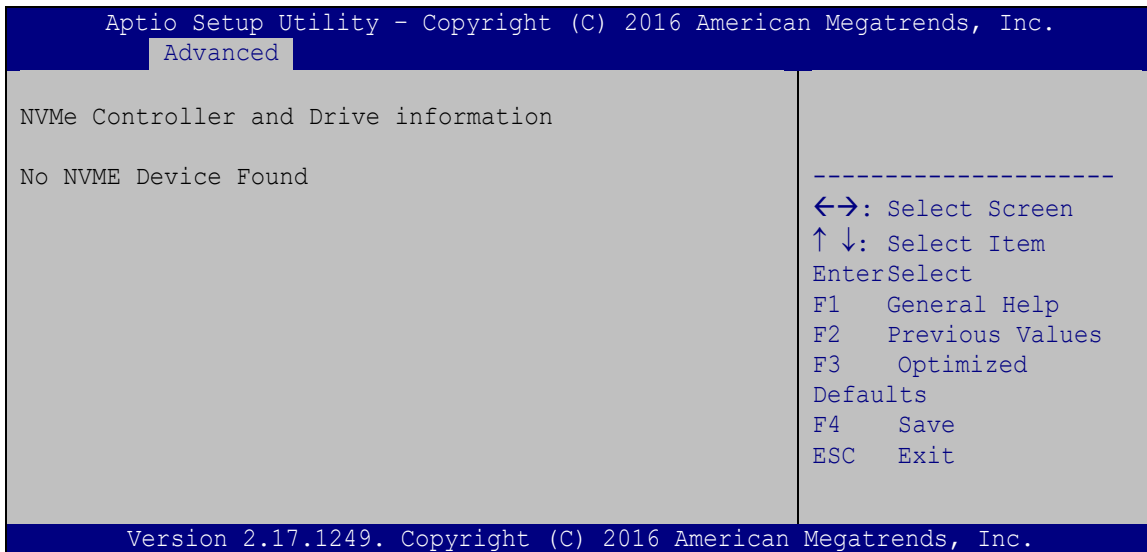 Aptio Setup Utility – Copyright (C) 2016 American Megatrends, Inc.
Advanced
NVMe Controller and Drive information
No NVME Device Found
---------------------
←→: Select Screen
↑ ↓: Select Item
EnterSelect
F1 General Help
F2 Previous Values
F3 Optimized
Defaults
F4 Save
ESC Exit
Version 2.17.1249. Copyright (C) 2016 American Megatrends, Inc.